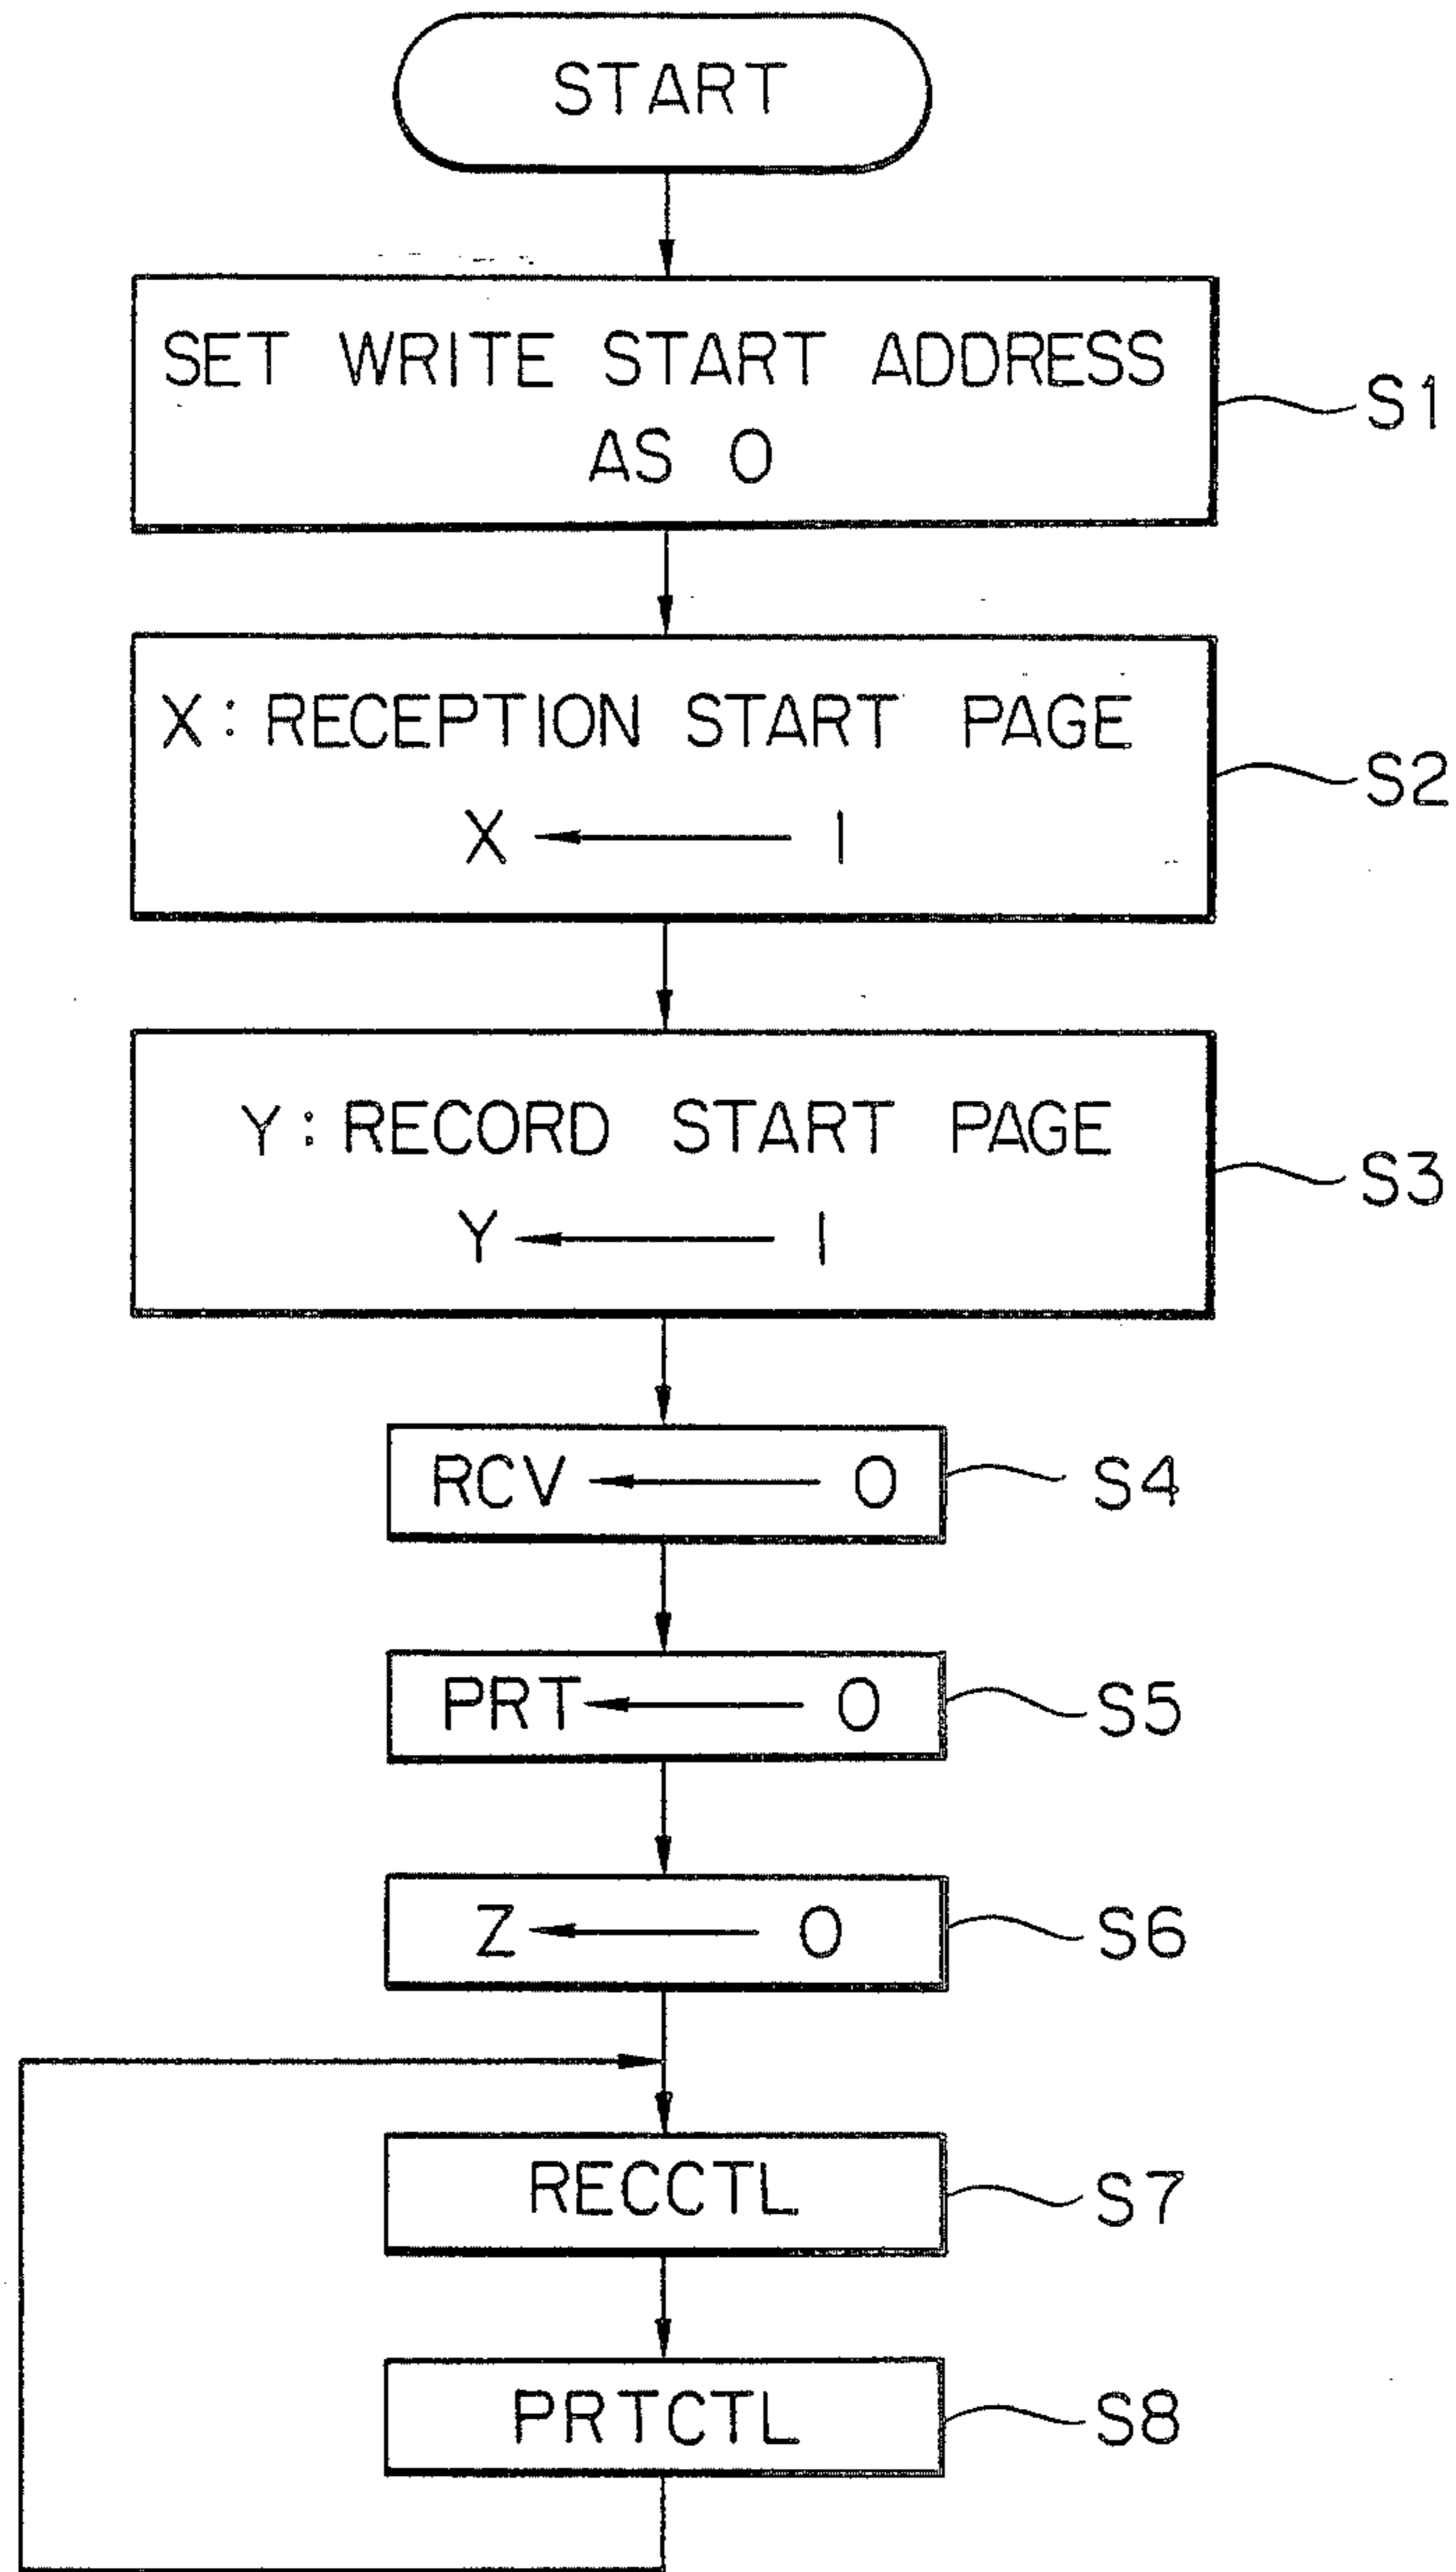 START
SET WRITE START ADDRESS
AS 0
S1
X: RECEPTION START PAGE
X ← 1
S2
Y: RECORD START PAGE
Y ← 1
S3
RCV ← 0
S4
PRT ← 0
S5
Z ← 0
S6
RECCTL
S7
PRTCTL
S8